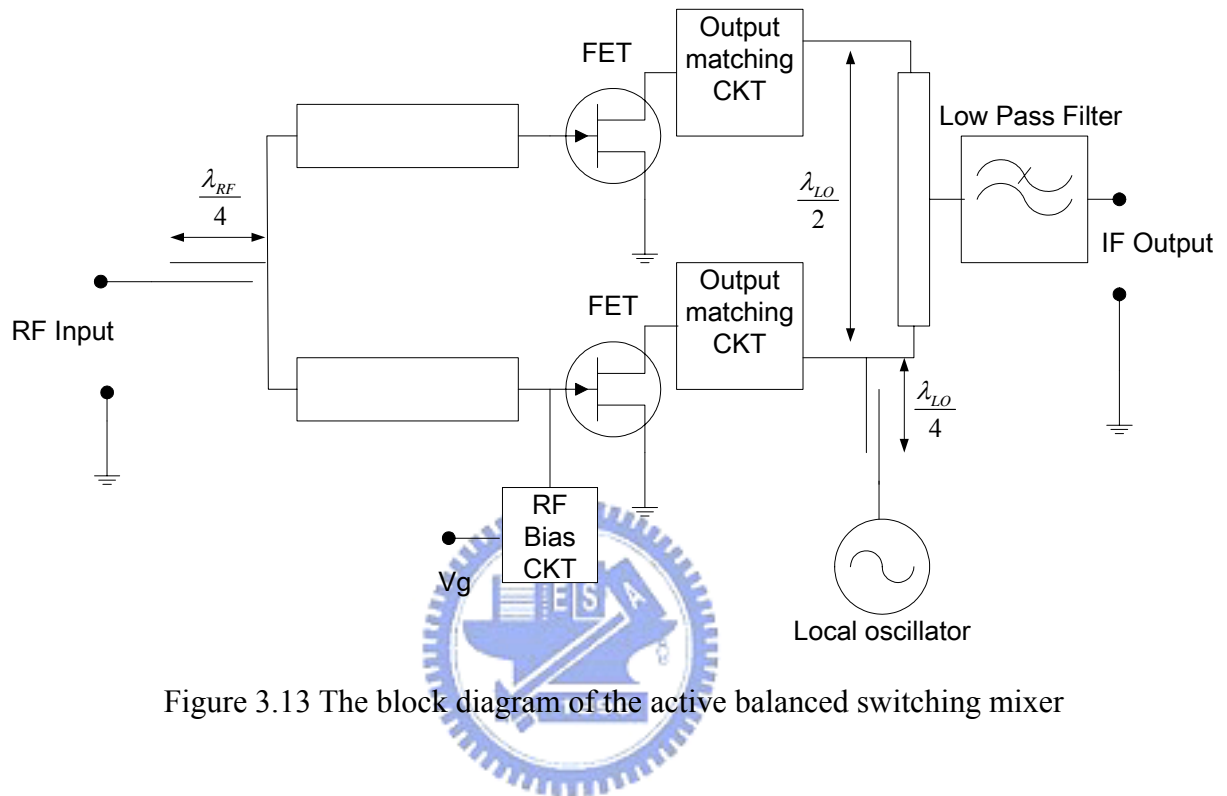 Output
matching
CKT
FET
Low Pass Filter
λRF
4
λLO
2
IF Output
Output
matching
CKT
FET
RF Input
λLO
4
RF
Bias
CKT
Vg
E S A
Local oscillator
Figure 3.13 The block diagram of the active balanced switching mixer